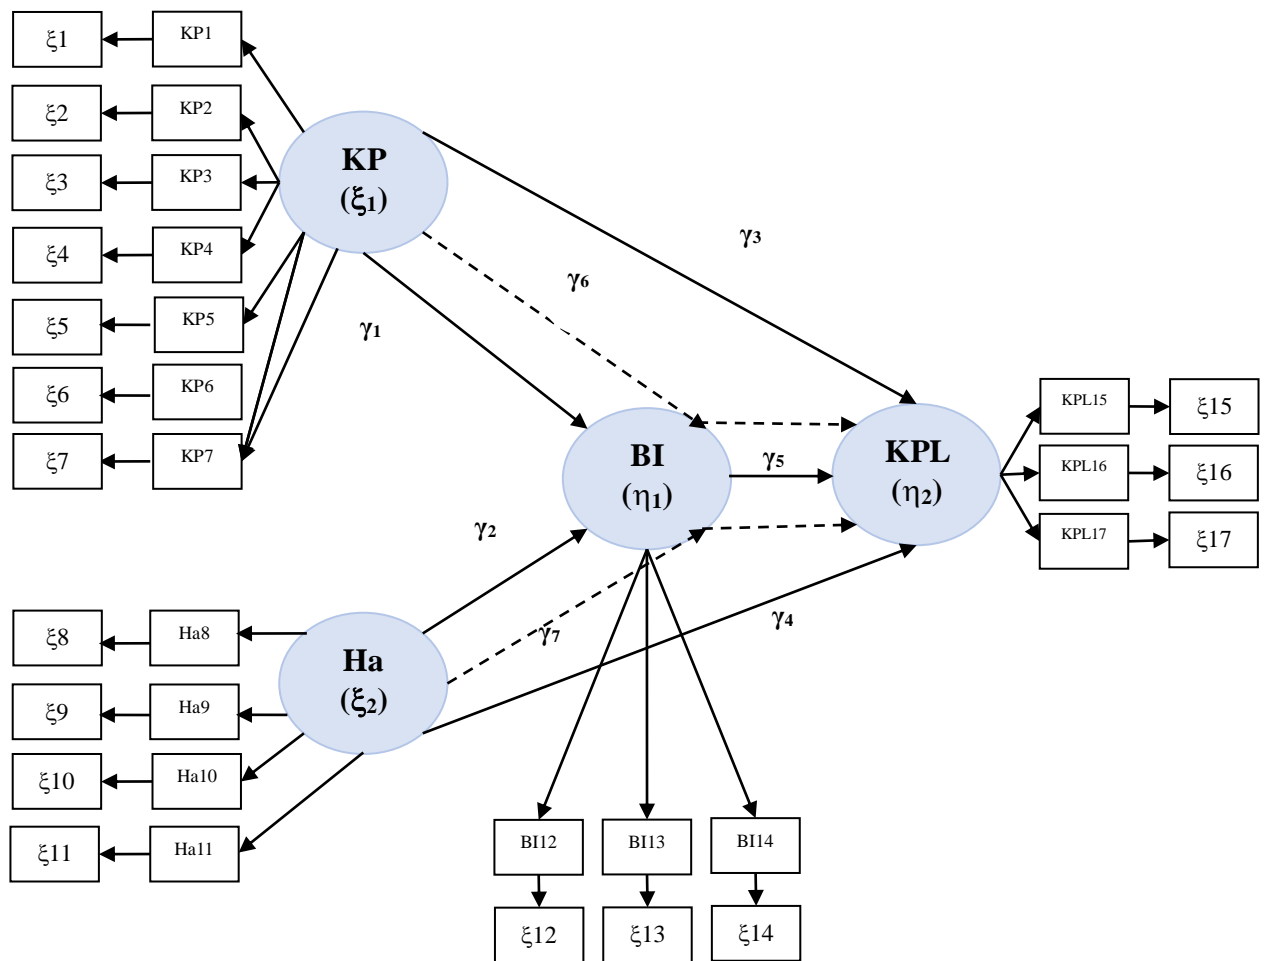 ξ1 KP1
ξ2 KP2
KP
(ξ1)
ξ3 KP3
ξ4 KP4
γ3
γ6
ξ5 KP5
γ1
ξ6 KP6
ξ7 KP7
KPL15 ξ15
BI
(η1)
γ5
KPL
(η2)
KPL16 ξ16
KPL17 ξ17
γ2
ξ8 Ha8
γ7
γ4
Ha
(ξ2)
ξ9 Ha9
ξ10 Ha10
ξ11 Ha11
BI12 BI13 BI14
ξ12 ξ13 ξ14